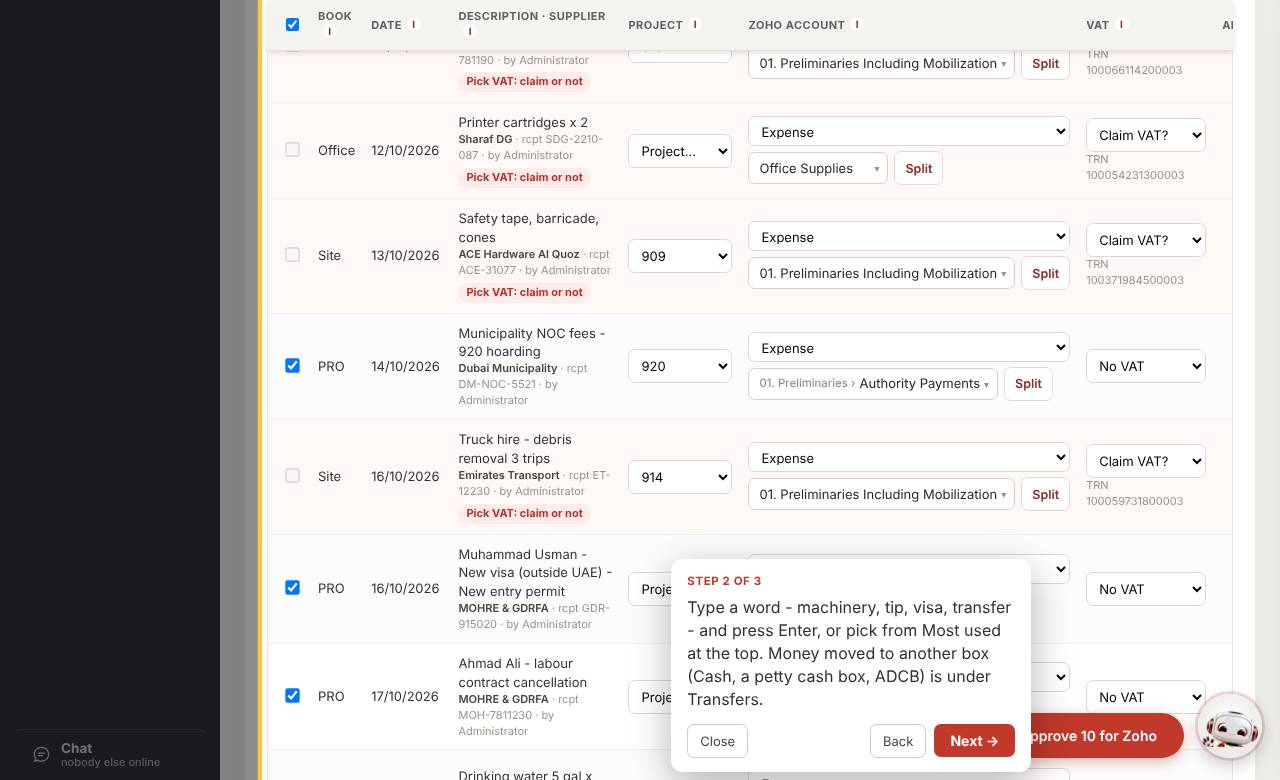 BOOK
I
DATE I
DESCRIPTION · SUPPLIER
I
PROJECT I
ZOHO ACCOUNT I
VAT I
781190 · by Administrator
Pick VAT: claim or not
01. Preliminaries Including Mobilization
Split
TRN
100066114200003
Office
12/10/2026
Printer cartridges x 2
Sharaf DG · rcpt SDG-2210-
087 · by Administrator
Pick VAT: claim or not
Project...
Expense
Office Supplies
Split
Claim VAT?
TRN
100054231300003
Site
13/10/2026
Safety tape, barricade,
cones
ACE Hardware Al Quoz · rcpt
ACE-31077 · by Administrator
Pick VAT: claim or not
909
Expense
01. Preliminaries Including Mobilization
Split
Claim VAT?
TRN
100371984500003
PRO
14/10/2026
Municipality NOC fees -
920 hoarding
Dubai Municipality · rcpt
DM-NOC-5521 · by
Administrator
920
Expense
01. Preliminaries › Authority Payments
Split
No VAT
Site
16/10/2026
Truck hire - debris
removal 3 trips
Emirates Transport · rcpt ET-
12230 · by Administrator
Pick VAT: claim or not
914
Expense
01. Preliminaries Including Mobilization
Split
Claim VAT?
TRN
100059731800003
PRO
16/10/2026
Muhammad Usman -
New visa (outside UAE) -
New entry permit
MOHRE & GDRFA · rcpt GDR-
915020 · by Administrator
Proje
No VAT
PRO
17/10/2026
Ahmad Ali - labour
contract cancellation
MOHRE & GDRFA · rcpt
MOH-7811230 · by
Administrator
Proje
No VAT
Drinking water 5 gal x
STEP 2 OF 3
Type a word - machinery, tip, visa, transfer
- and press Enter, or pick from Most used
at the top. Money moved to another box
(Cash, a petty cash box, ADCB) is under
Transfers.
Close
Back
Next →
pprove 10 for Zoho
Chat
nobody else online